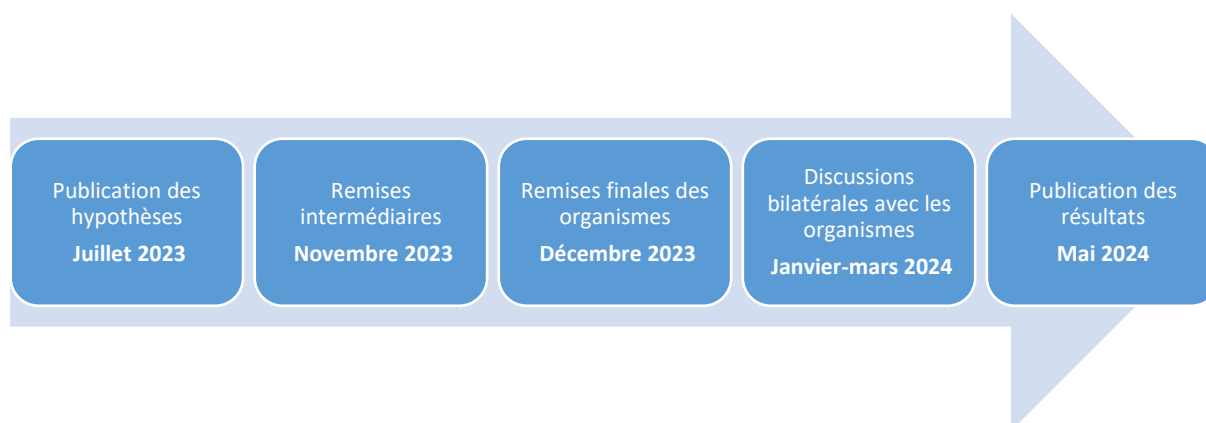 Publication des
hypothèses
Juillet 2023
Remises
intermédiaires
Novembre 2023
Remises finales des
organismes
Décembre 2023
Discussions
bilatérales avec les
organismes
Janvier-mars 2024
Publication des
résultats
Mai 2024